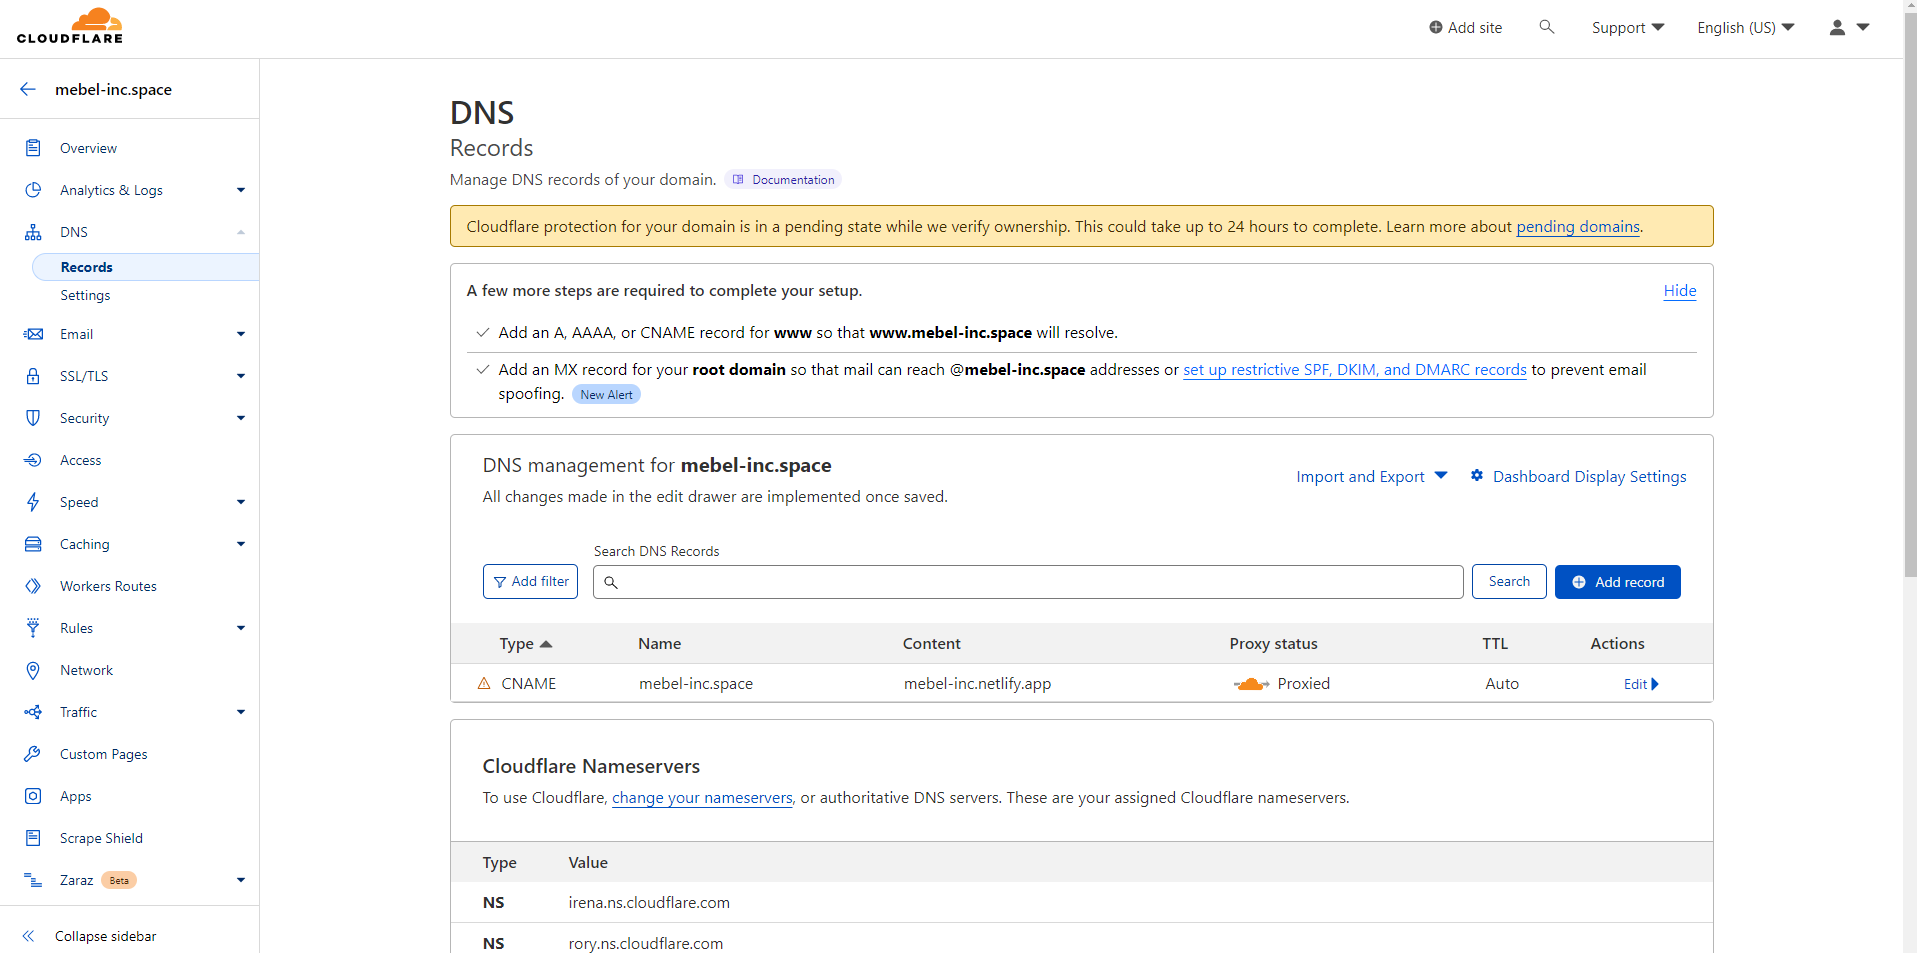 CLOUDFLARE
Add site
Support
English (US)
mebel-inc.space
Overview
Analytics & Logs
DNS
Records
Settings
Email
SSL/TLS
Security
Access
Speed
Caching
Workers Routes
Rules
Network
Traffic
Custom Pages
Apps
Scrape Shield
Zaraz Beta
Collapse sidebar
DNS
Records
Manage DNS records of your domain. Documentation
Cloudflare protection for your domain is in a pending state while we verify ownership. This could take up to 24 hours to complete. Learn more about pending domains.
A few more steps are required to complete your setup. Hide
Add an A, AAAA, or CNAME record for www so that www.mebel-inc.space will resolve.
Add an MX record for your root domain so that mail can reach @mebel-inc.space addresses or set up restrictive SPF, DKIM, and DMARC records to prevent email
spoofing. New Alert
DNS management for mebel-inc.space
All changes made in the edit drawer are implemented once saved.
Import and Export Dashboard Display Settings
Search DNS Records
Add filter Search Add record
Type Name Content Proxy status TTL Actions
CNAME mebel-inc.space mebel-inc.netlify.app Proxied Auto Edit
Cloudflare Nameservers
To use Cloudflare, change your nameservers, or authoritative DNS servers. These are your assigned Cloudflare nameservers.
Type Value
NS irena.ns.cloudflare.com
NS rory.ns.cloudflare.com